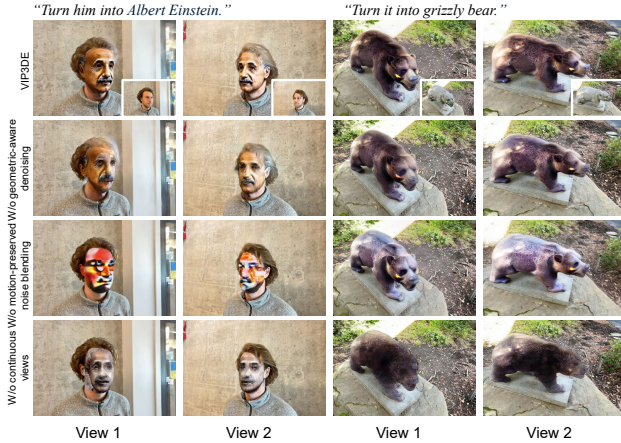 “Turn him into Albert Einstein.”
“Turn it into grizzly bear.”
VIP3DE
W/o geometric-aware
denoising
W/o motion-preserved
noise blending
W/o continuous
views
View 1
View 2
View 1
View 2